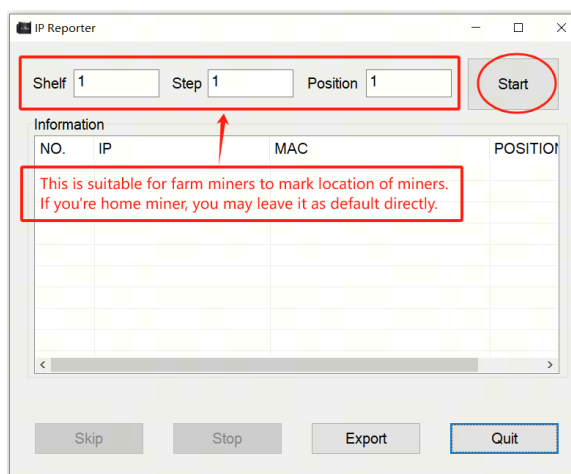 IP Reporter
Shelf 1 Step 1 Position 1 Start
Information
NO. IP MAC POSITION
This is suitable for farm miners to mark location of miners.
If you're home miner, you may leave it as default directly.
Skip Stop Export Quit